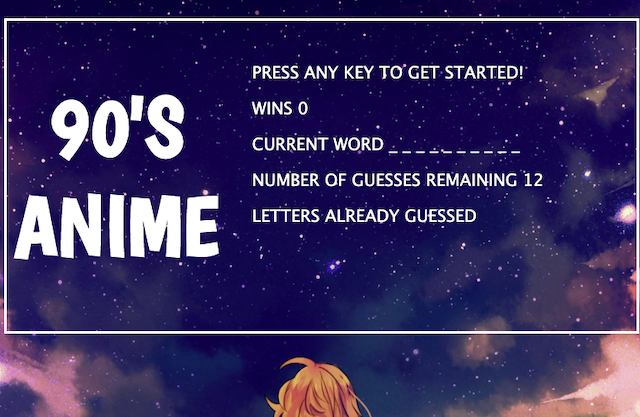 90'S
ANIME
PRESS ANY KEY TO GET STARTED!
WINS 0
CURRENT WORD _ _ _ _ _ _ _ _ _ _
NUMBER OF GUESSES REMAINING 12
LETTERS ALREADY GUESSED